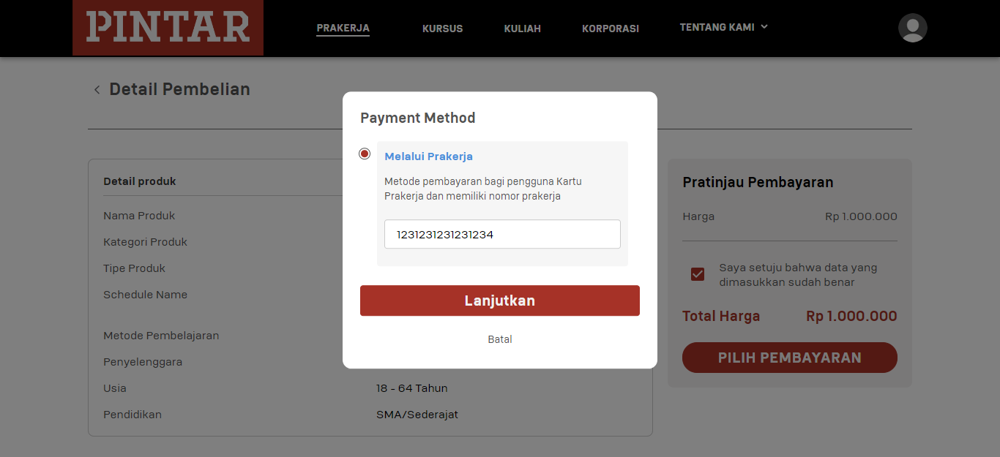 PINTAR
PRAKERJA
KURSUS
KULIAH
KORPORASI
TENTANG KAMI
Detail Pembelian
Payment Method
Melalui Prakerja
Metode pembayaran bagi pengguna Kartu
Prakerja dan memiliki nomor prakerja
1231231231231234
Lanjutkan
Batal
Detail produk
Nama Produk
Kategori Produk
Tipe Produk
Schedule Name
Metode Pembelajaran
Penyelenggara
Usia 18 - 64 Tahun
Pendidikan SMA/Sederajat
Pratinjau Pembayaran
Harga Rp 1.000.000
Saya setuju bahwa data yang
dimasukkan sudah benar
Total Harga Rp 1.000.000
PILIH PEMBAYARAN